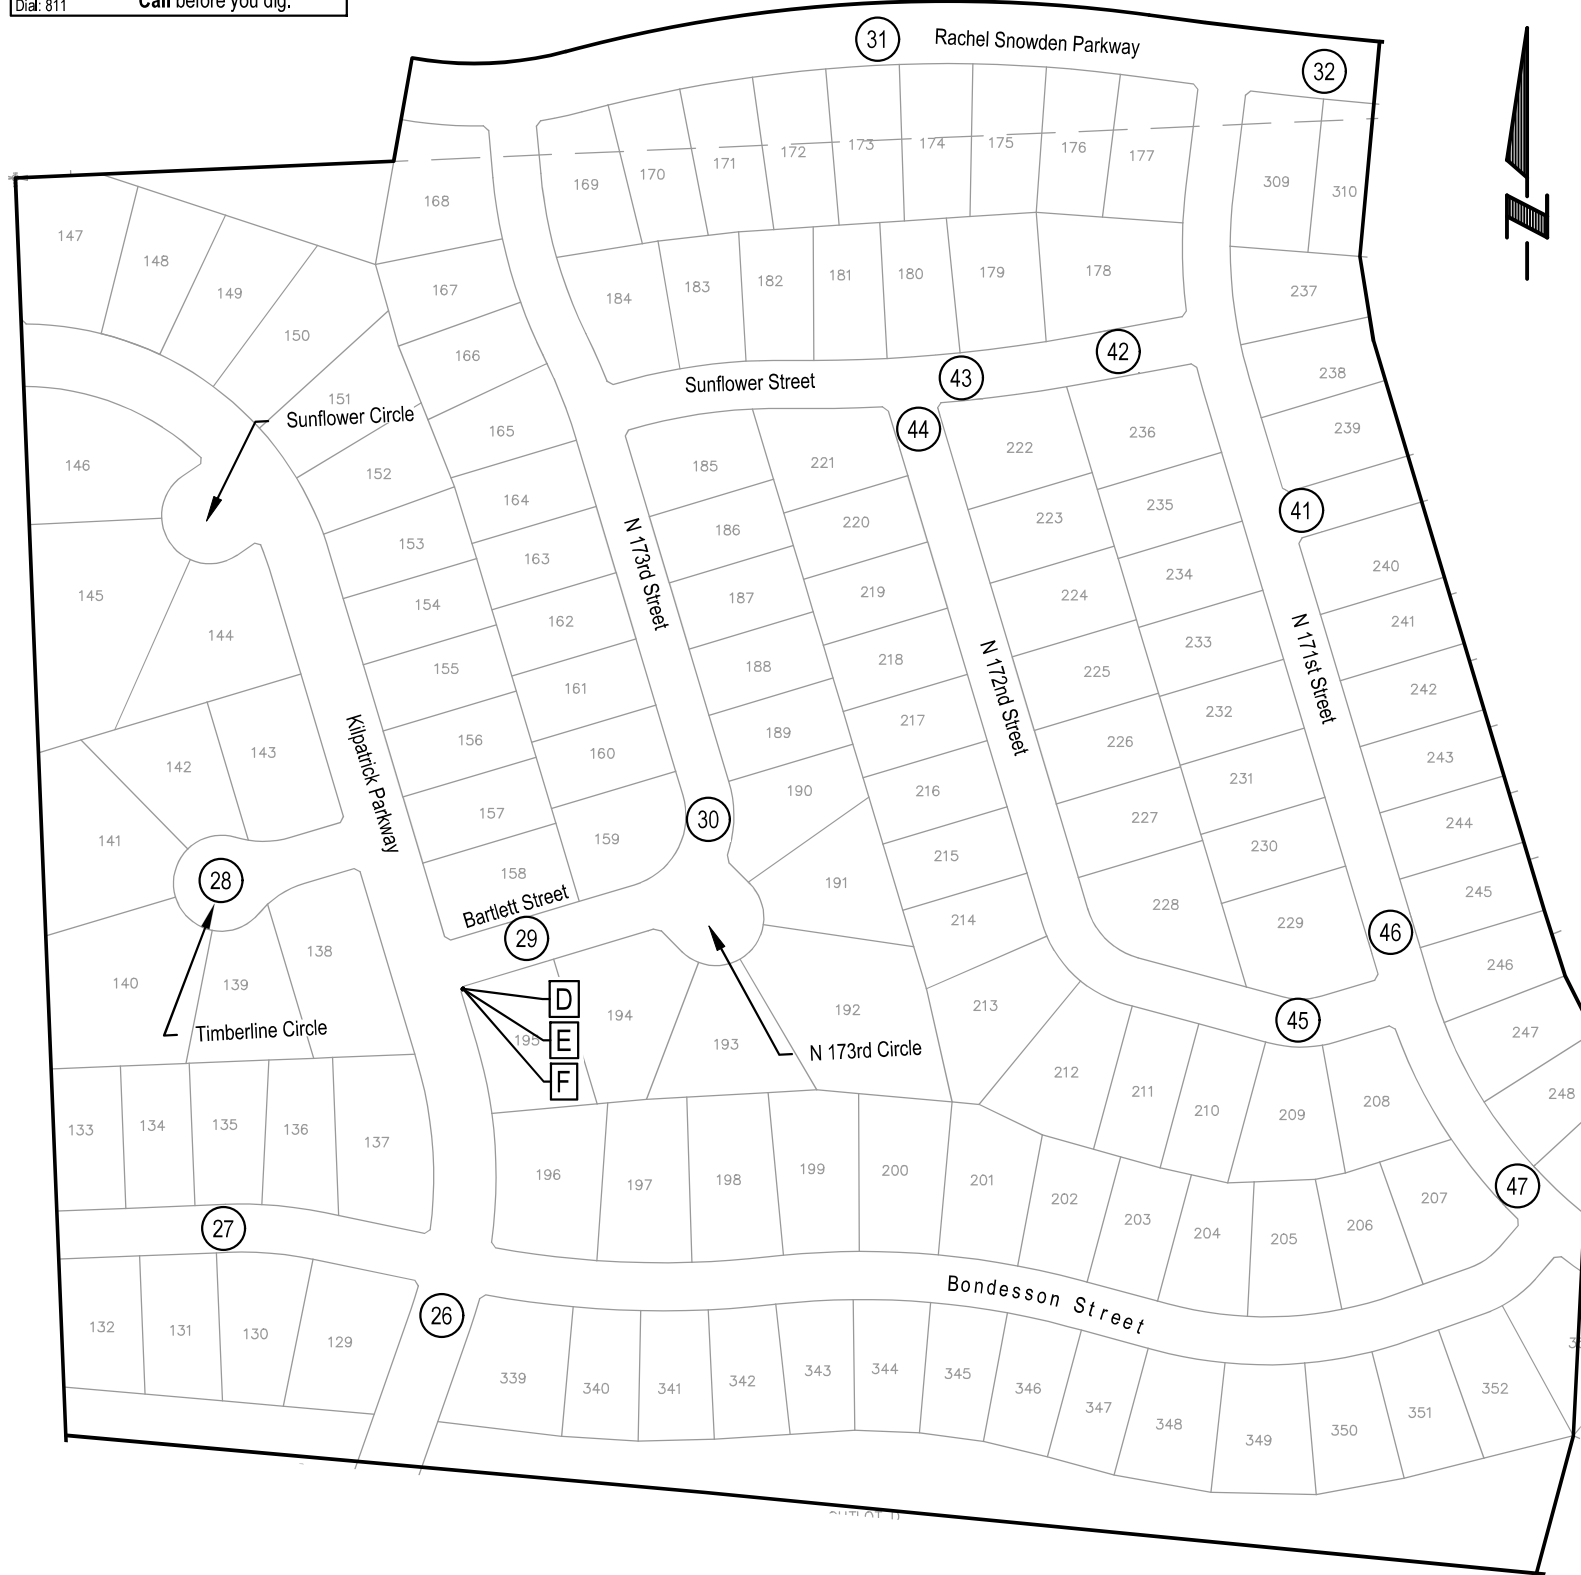 Dial: 811 Call before you dig.
31 Rachel Snowden Parkway
32
168 169 170 171 172 173 174 175 176 177 309 310
147 148 149 150 167 184 183 182 181 180 179 178 237
166 Sunflower Street 43 42 238
151 Sunflower Circle 165 44 239
146 152 185 221 222 236
164 41
153 163 186 220 223 235
N 173rd Street
145 154 162 187 219 224 234 240
144 155 161 188 218 225 233 241
N 172nd Street
N 171st Street
143 142 156 160 189 217 226 232 242
Kilpatrick Parkway
141 157 159 30 190 216 227 231 243
28 158 191 215 230 244
Bartlett Street
29 214 228 229 46 245
140 139 138 D 194 192 213 45 246
Timberline Circle 195 E 193 N 173rd Circle 247
F 212 211 210 209 208 248
133 134 135 136 137 196 197 198 199 200 201 202 203 204 205 206 207 47
27
26 Bondesson Street
132 131 130 129 339 340 341 342 343 344 345 346 347 348 349 350 351 352